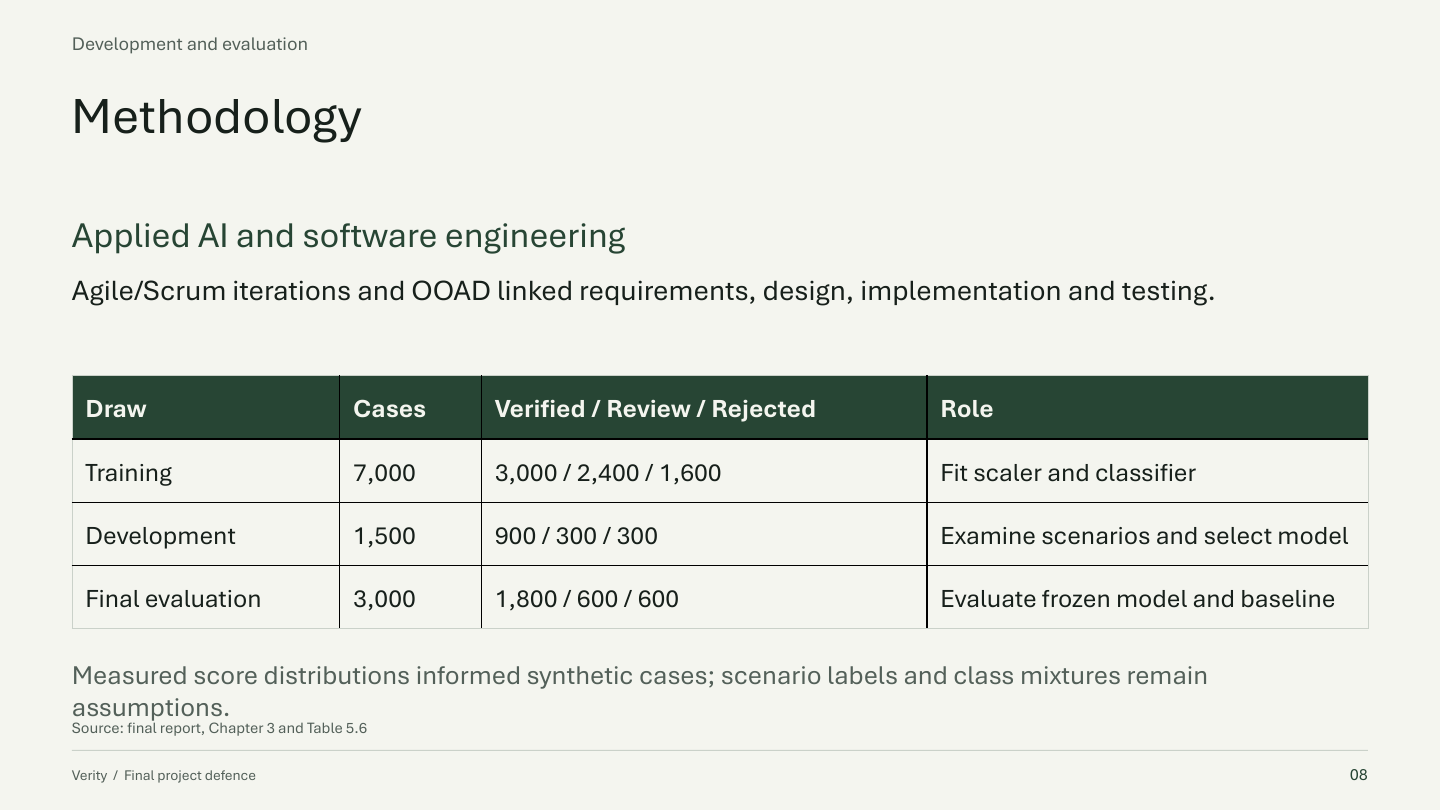 Development and evaluation
Methodology
Applied AI and software engineering
Agile/Scrum iterations and OOAD linked requirements, design, implementation and testing.
Draw Cases Verified / Review / Rejected Role
Training 7,000 3,000 / 2,400 / 1,600 Fit scaler and classifier
Development 1,500 900 / 300 / 300 Examine scenarios and select model
Final evaluation 3,000 1,800 / 600 / 600 Evaluate frozen model and baseline
Measured score distributions informed synthetic cases; scenario labels and class mixtures remain
assumptions.
Source: final report, Chapter 3 and Table 5.6
Verity / Final project defence 08